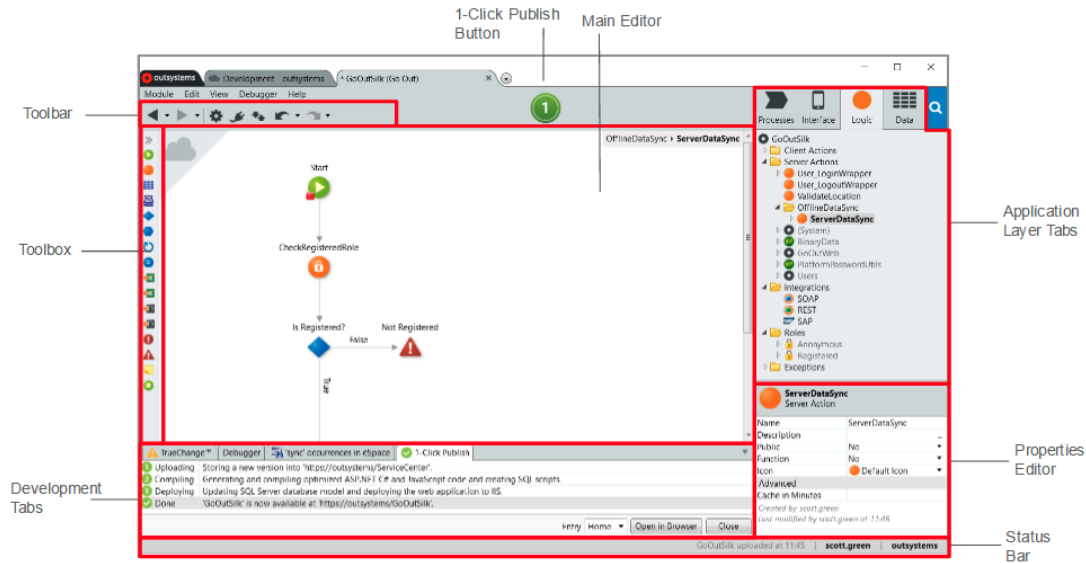 1-Click Publish
Button
Main Editor
Toolbar
Toolbox
Development
Tabs
Application
Layer Tabs
Properties
Editor
Status
Bar
outsystems
Development - outsystems
* GoOutSilk (Go Out)
Module Edit View Debugger Help
1
Processes Interface Logic Data
OfflineDataSync ServerDataSync
Start
CheckRegisteredRole
Is Registered?
Not Registered
False
True
GoOutSilk
Client Actions
Server Actions
User_LoginWrapper
User_LogoutWrapper
ValidateLocation
OfflineDataSync
ServerDataSync
(System)
BinaryData
GoOutWeb
PlatformPasswordUtils
Users
Integrations
SOAP
REST
SAP SAP
Roles
Anonymous
Registered
Exceptions
ServerDataSync
Server Action
Name ServerDataSync
Description ...
Public No
Function No
Icon Default Icon
Advanced
Cache in Minutes
Created by scott.green
Last modified by scott.green at 11:46
TrueChange™ Debugger 'sync' occurrences in eSpace 1-Click Publish
1 Uploading Storing a new version into 'https://outsystems/ServiceCenter'.
2 Compiling Generating and compiling optimized ASP.NET C# and JavaScript code and creating SQL scripts.
3 Deploying Updating SQL Server database model and deploying the web application to IIS.
Done 'GoOutSilk' is now available at 'https://outsystems/GoOutSilk'.
Entry Home Open in Browser Close
GoOutSilk uploaded at 11:45 | scott.green | outsystems